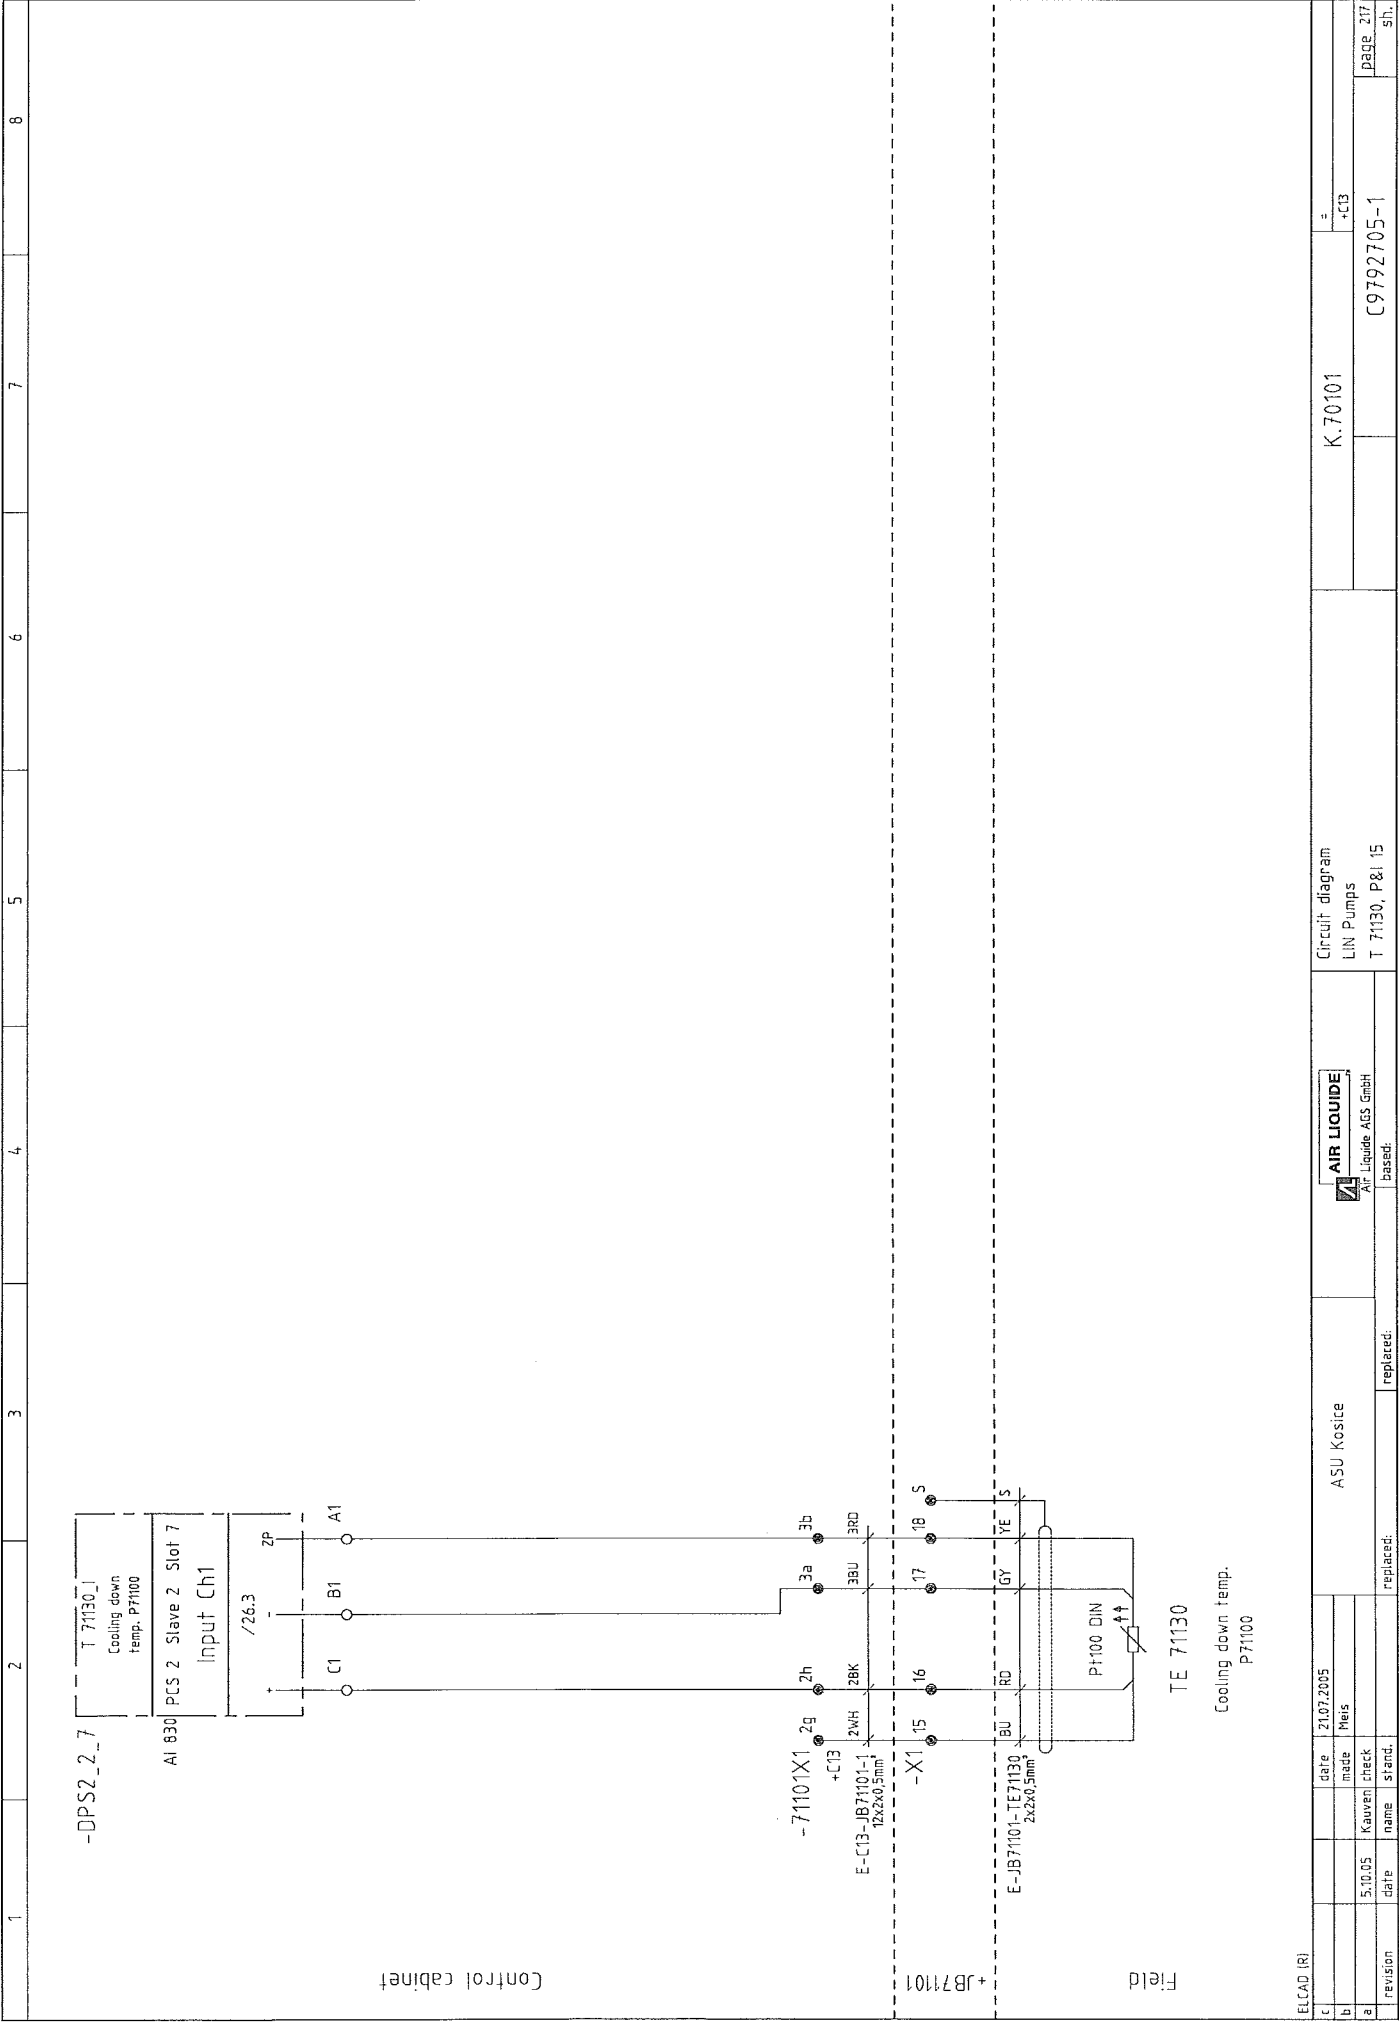 1
2
3
4
5
6
7
8
-DPS2_2_7
T 71130_I
Cooling down
temp. P71100
AI 830 PCS 2 Slave 2 Slot 7
Input Ch1
/26.3
+
-
ZP
C1
B1
A1
Control cabinet
-71101X1
2g
2h
3a
3b
+C13
2WH
2BK
3BU
3RD
E-C13-JB71101-1
12x2x0,5mm²
+JB71101
-X1
15
16
17
18
S
BU
RD
GY
YE
S
E-JB71101-TE71130
2x2x0,5mm²
Field
Pt100 DIN
TE 71130
Cooling down temp.
P71100
ELCAD (R)
c
b
a
revision
5.10.05
date
Kauven
name
date
made
check
stand.
21.07.2005
Meis
replaced:
ASU Kosice
replaced:
AIR LIQUIDE
Air Liquide AGS GmbH
based:
Circuit diagram
LIN Pumps
T 71130, P&I 15
K.70101
=
+C13
C9792705-1
page 217
sh.